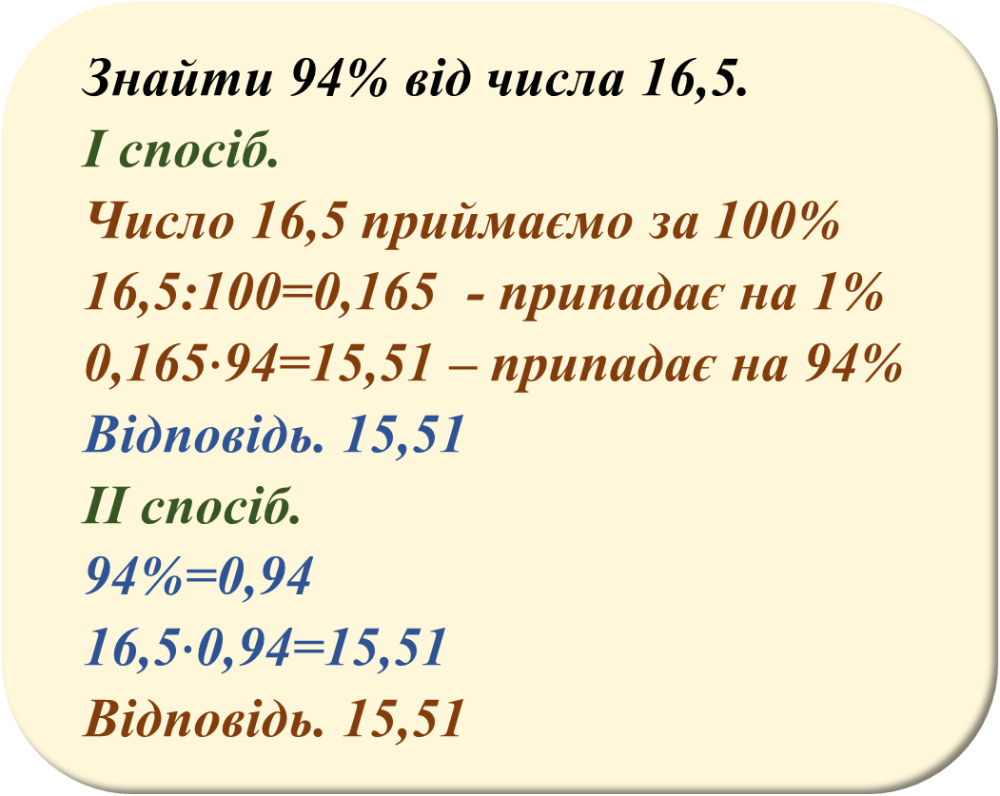 Знайти 94% від числа 16,5.
І спосіб.
Число 16,5 приймаємо за 100%
16,5:100=0,165 - припадає на 1%
0,165·94=15,51 – припадає на 94%
Відповідь. 15,51
ІІ спосіб.
94%=0,94
16,5·0,94=15,51
Відповідь. 15,51